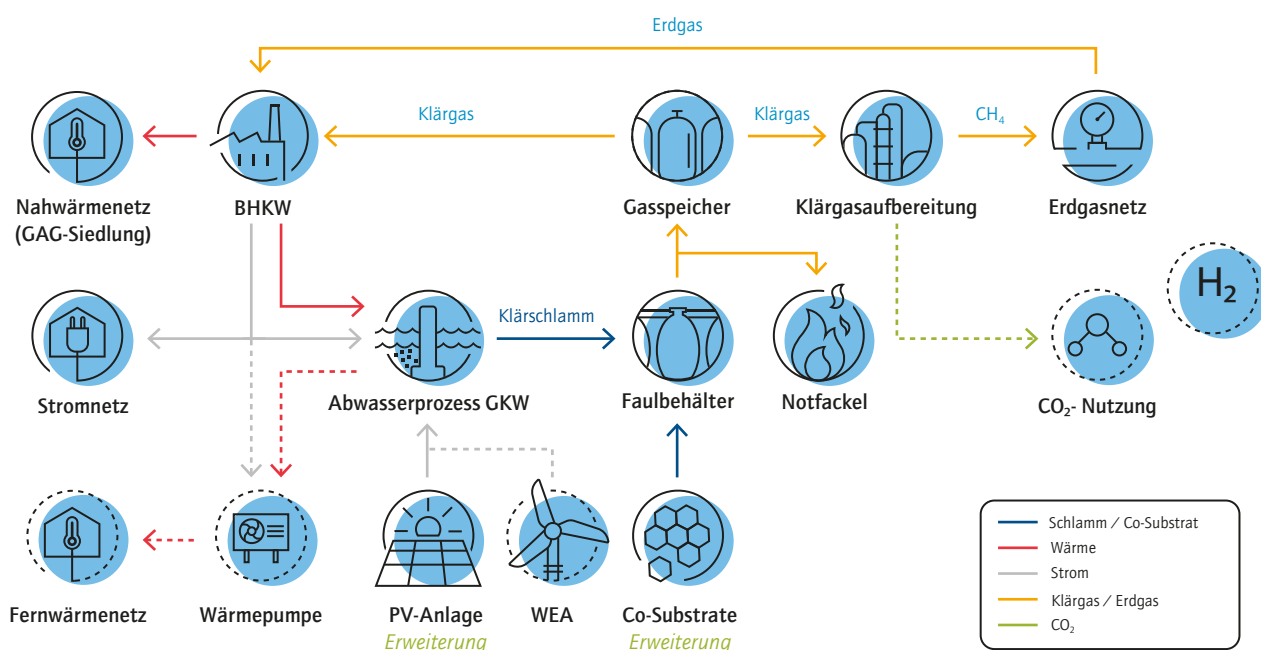 Erdgas
Klärgas
Klärgas
CH₄
Nahwärmenetz
(GAG-Siedlung)
BHKW
Gasspeicher
Klärgasaufbereitung
Erdgasnetz
H₂
Klärschlamm
Stromnetz
Abwasserprozess GKW
Faulbehälter
Notfackel
CO₂- Nutzung
Fernwärmenetz
Wärmepumpe
PV-Anlage
Erweiterung
WEA
Co-Substrate
Erweiterung
Schlamm / Co-Substrat
Wärme
Strom
Klärgas / Erdgas
CO₂